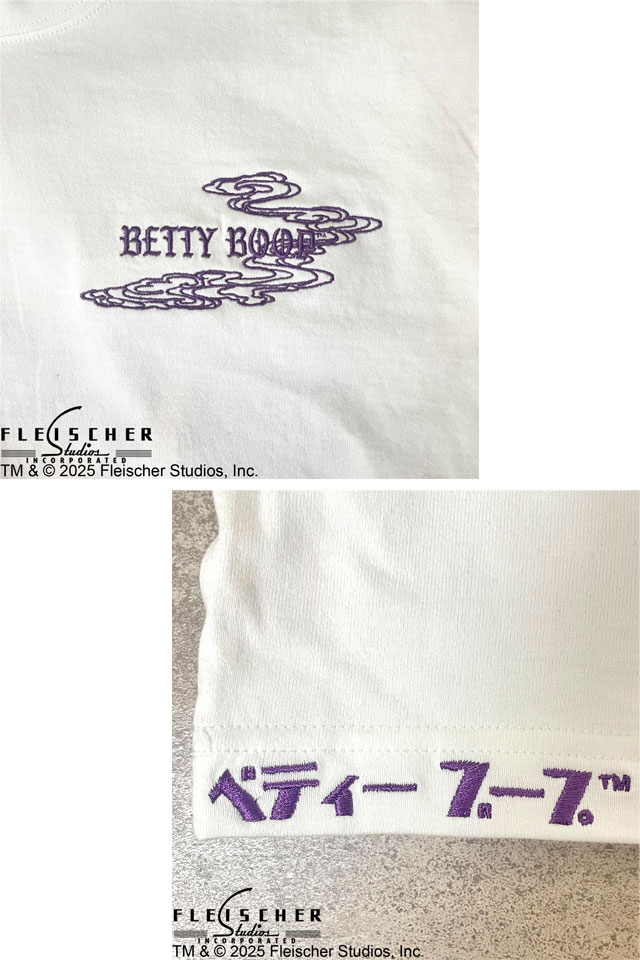 BETTY BOOP™
FLEISCHER
Studios
INCORPORATED
TM & © 2025 Fleischer Studios, Inc.
ベティー ブープ™
FLEISCHER
Studios
INCORPORATED
TM & © 2025 Fleischer Studios, Inc.